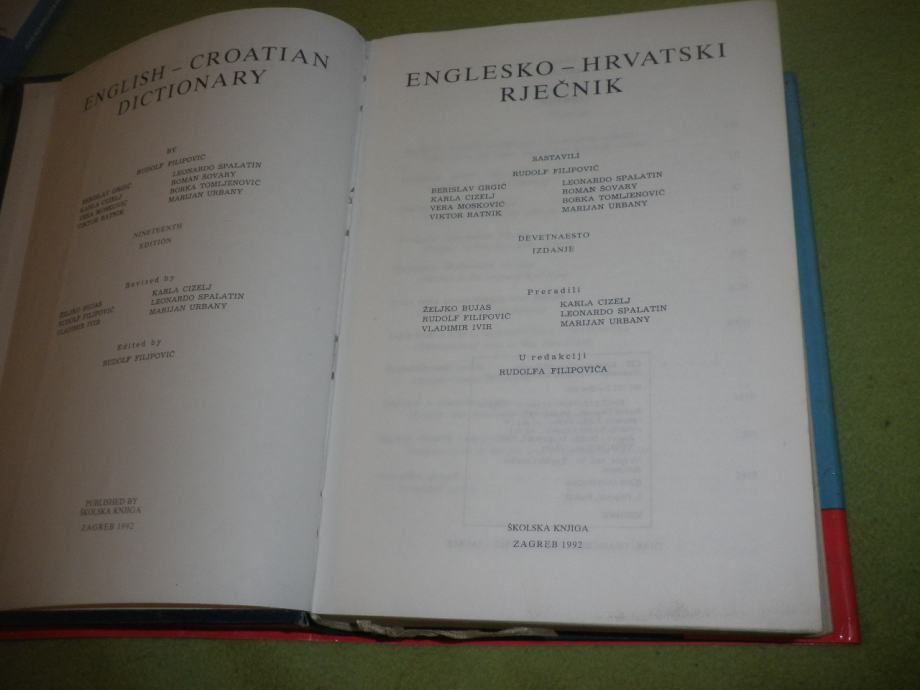 ENGLISH – CROATIAN
DICTIONARY
BY
RUDOLF FILIPOVIĆ
BERISLAV GRGIĆ
KARLA CIZELJ
VERA MOSKOVIĆ
VIKTOR RATNIK
LEONARDO SPALATIN
ROMAN ŠOVARY
BORKA TOMLJENOVIĆ
MARIJAN URBANY
NINETEENTH
EDITION
Revised by
ŽELJKO BUJAS
RUDOLF FILIPOVIĆ
VLADIMIR IVIR
KARLA CIZELJ
LEONARDO SPALATIN
MARIJAN URBANY
Edited by
RUDOLF FILIPOVIĆ
PUBLISHED BY
ŠKOLSKA KNJIGA
ZAGREB 1992
ENGLESKO – HRVATSKI
RJEČNIK
SASTAVILI
RUDOLF FILIPOVIĆ
BERISLAV GRGIĆ
KARLA CIZELJ
VERA MOSKOVIĆ
VIKTOR RATNIK
LEONARDO SPALATIN
ROMAN ŠOVARY
BORKA TOMLJENOVIĆ
MARIJAN URBANY
DEVETNAESTO
IZDANJE
Preradili
ŽELJKO BUJAS
RUDOLF FILIPOVIĆ
VLADIMIR IVIR
KARLA CIZELJ
LEONARDO SPALATIN
MARIJAN URBANY
U redakciji
RUDOLFA FILIPOVIĆA
ŠKOLSKA KNJIGA
ZAGREB 1992